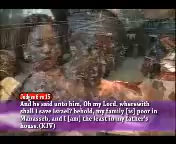 Judges 6 vs 15
And he said unto him, Oh my Lord, wherewith
shall I save Israel? behold, my family [is] poor in
Manasseh, and I [am] the least in my father's
house.(KJV)